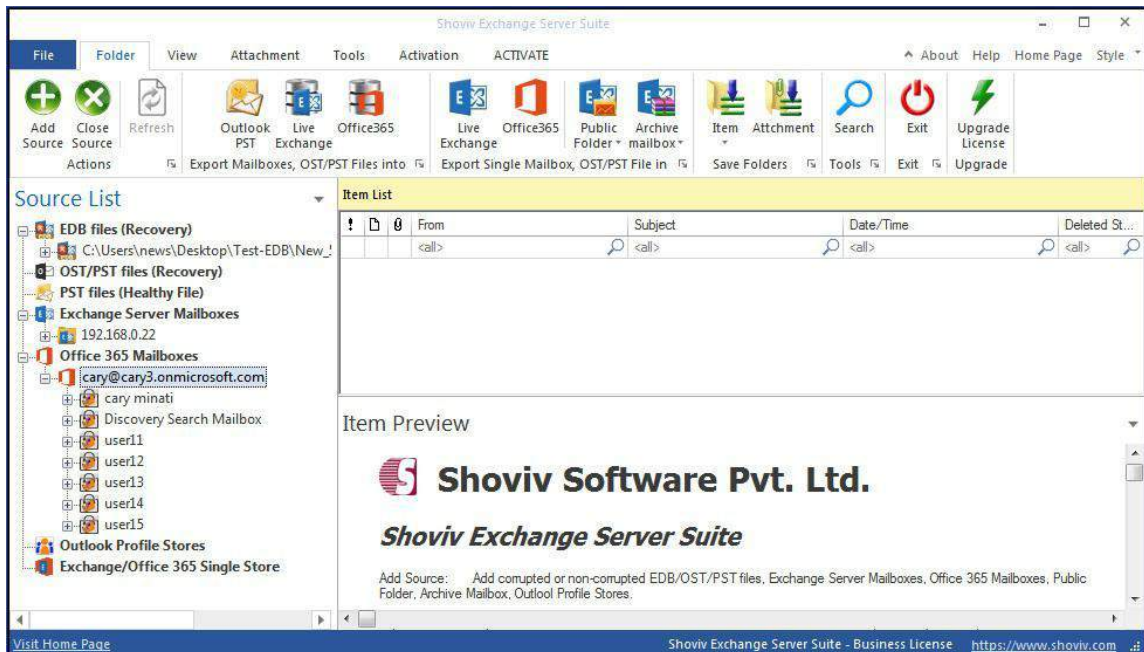 Shoviv Exchange Server Suite
File Folder View Attachment Tools Activation ACTIVATE About Help Home Page Style
Add Source
Close Source
Refresh
Actions
Outlook PST
Live Exchange
Office365
Export Mailboxes, OST/PST Files into
Live Exchange
Office365
Public Folder
Archive mailbox
Export Single Mailbox, OST/PST File in
Item
Attchment
Save Folders
Search
Tools
Exit
Exit
Upgrade License
Upgrade
Source List
EDB files (Recovery)
C:\Users\news\Desktop\Test-EDB\New_
OST/PST files (Recovery)
PST files (Healthy File)
Exchange Server Mailboxes
192.168.0.22
Office 365 Mailboxes
cary@cary3.onmicrosoft.com
cary minati
Discovery Search Mailbox
user11
user12
user13
user14
user15
Outlook Profile Stores
Exchange/Office 365 Single Store
Item List
From Subject Date/Time Deleted St...
<all> <all> <all> <all>
Item Preview
Shoviv Software Pvt. Ltd.
Shoviv Exchange Server Suite
Add Source: Add corrupted or non-corrupted EDB/OST/PST files, Exchange Server Mailboxes, Office 365 Mailboxes, Public
Folder, Archive Mailbox, Outlool Profile Stores.
Visit Home Page Shoviv Exchange Server Suite - Business License https://www.shoviv.com